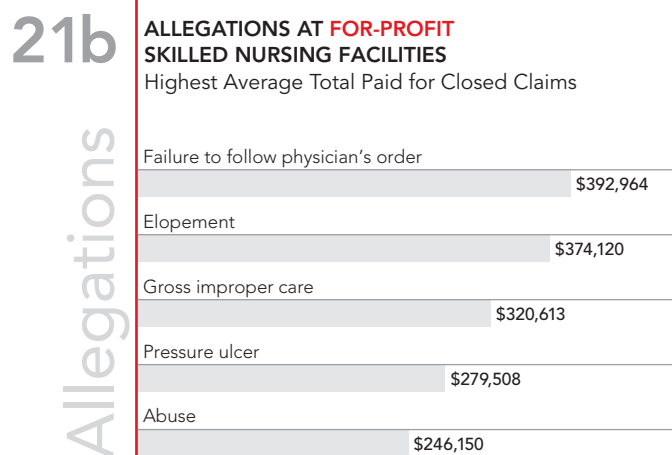 21b
Allegations
ALLEGATIONS AT FOR-PROFIT
SKILLED NURSING FACILITIES
Highest Average Total Paid for Closed Claims
Failure to follow physician’s order
$392,964
Elopement
$374,120
Gross improper care
$320,613
Pressure ulcer
$279,508
Abuse
$246,150